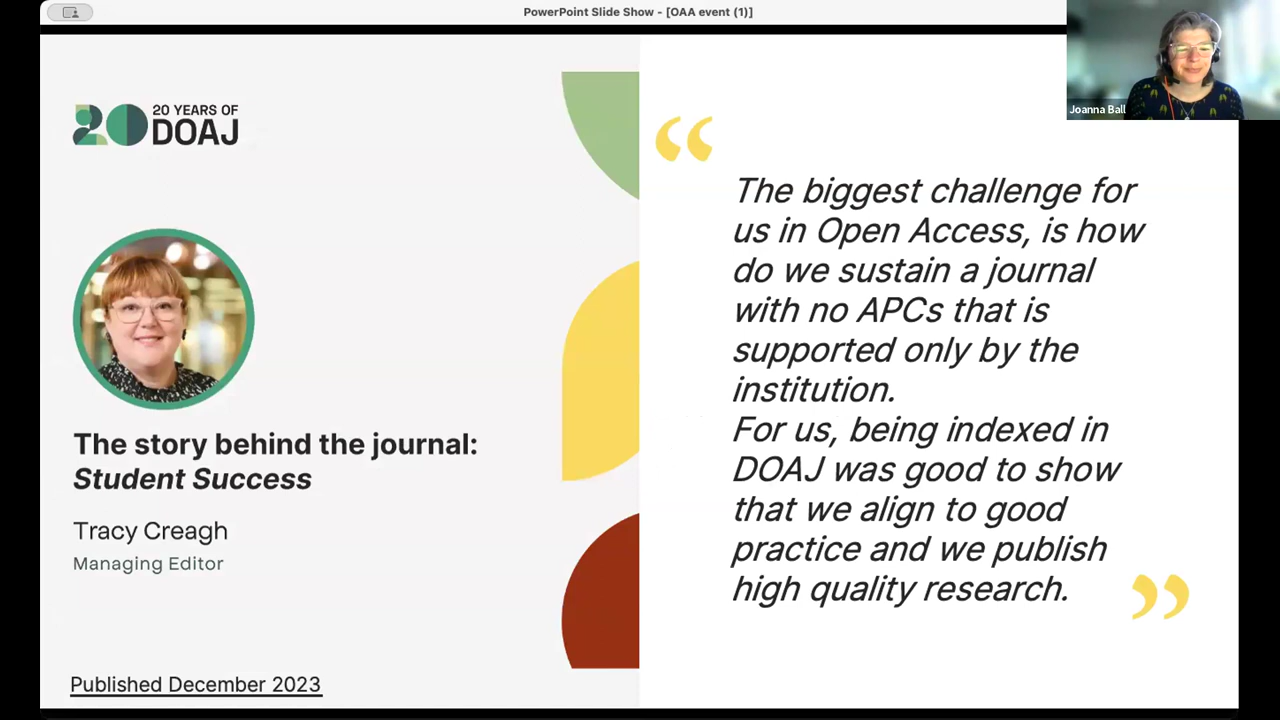 PowerPoint Slide Show - [OAA event (1)]
Joanna Ball
20 20 YEARS OF
DOAJ
The story behind the journal:
Student Success
Tracy Creagh
Managing Editor
Published December 2023
“
The biggest challenge for
us in Open Access, is how
do we sustain a journal
with no APCs that is
supported only by the
institution.
For us, being indexed in
DOAJ was good to show
that we align to good
practice and we publish
high quality research.
”